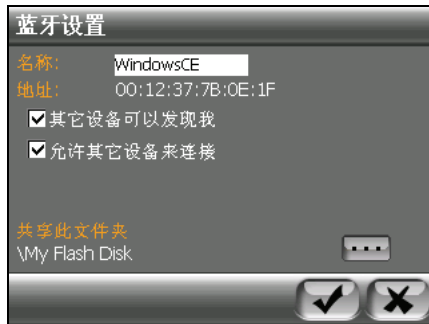 蓝牙设置
名称: WindowsCE
地址: 00:12:37:7B:0E:1F
其它设备可以发现我
允许其它设备来连接
共享此文件夹
\My Flash Disk
...